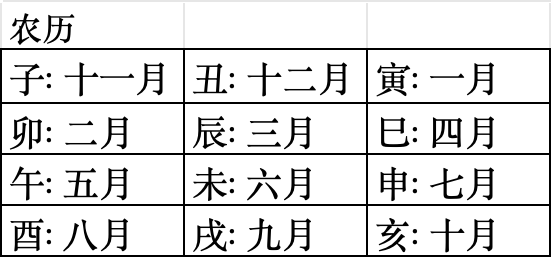 农历
子: 十一月 丑: 十二月 寅: 一月
卯: 二月 辰: 三月 巳: 四月
午: 五月 未: 六月 申: 七月
酉: 八月 戌: 九月 亥: 十月